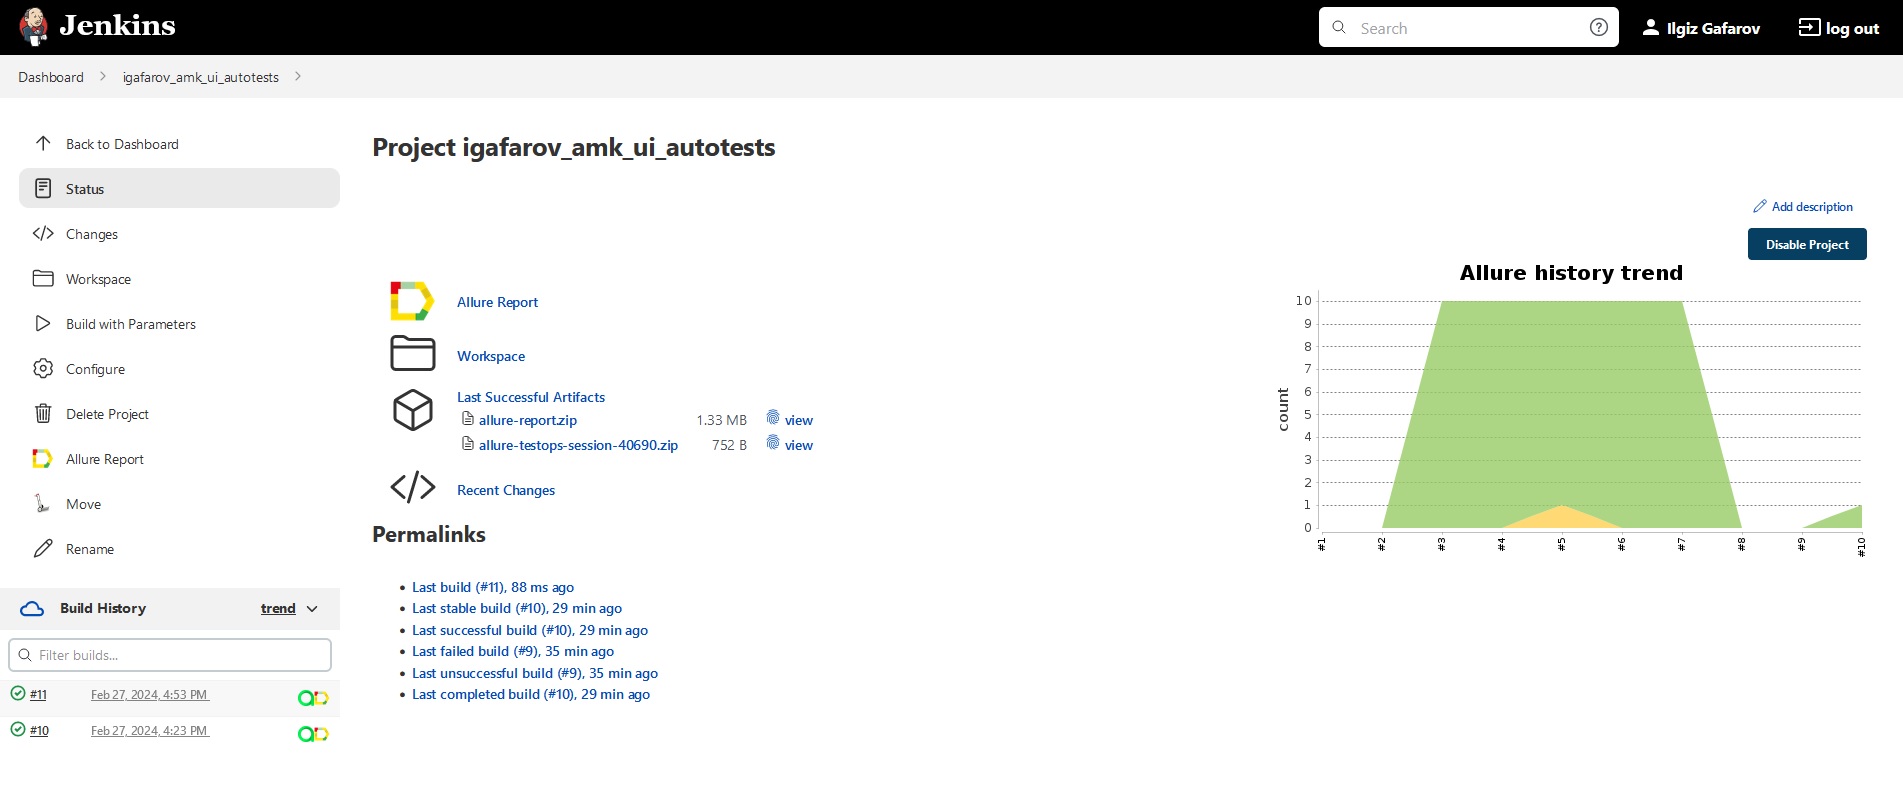 Jenkins
Search
Ilgiz Gafarov
log out
Dashboard
igafarov_amk_ui_autotests
Back to Dashboard
Status
Changes
Workspace
Build with Parameters
Configure
Delete Project
Allure Report
Move
Rename
Build History
trend
Filter builds...
#11
Feb 27, 2024, 4:53 PM
#10
Feb 27, 2024, 4:23 PM
Project igafarov_amk_ui_autotests
Add description
Disable Project
Allure Report
Workspace
Last Successful Artifacts
allure-report.zip 1.33 MB view
allure-testops-session-40690.zip 752 B view
Recent Changes
Permalinks
Last build (#11), 88 ms ago
Last stable build (#10), 29 min ago
Last successful build (#10), 29 min ago
Last failed build (#9), 35 min ago
Last unsuccessful build (#9), 35 min ago
Last completed build (#10), 29 min ago
Allure history trend
count
10
9
8
7
6
5
4
3
2
1
0
#1
#2
#3
#4
#5
#6
#7
#8
#9
#10